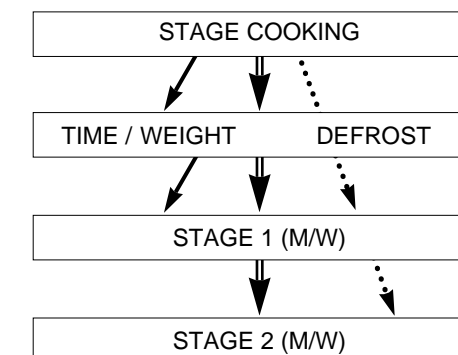 STAGE COOKING
TIME / WEIGHT DEFROST
STAGE 1 (M/W)
STAGE 2 (M/W)